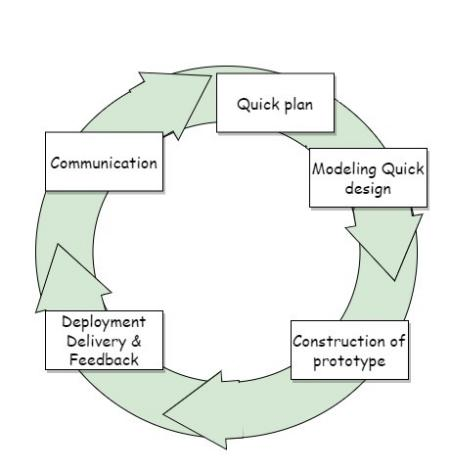 Quick plan
Communication
Modeling Quick
design
Construction of
prototype
Deployment
Delivery &
Feedback